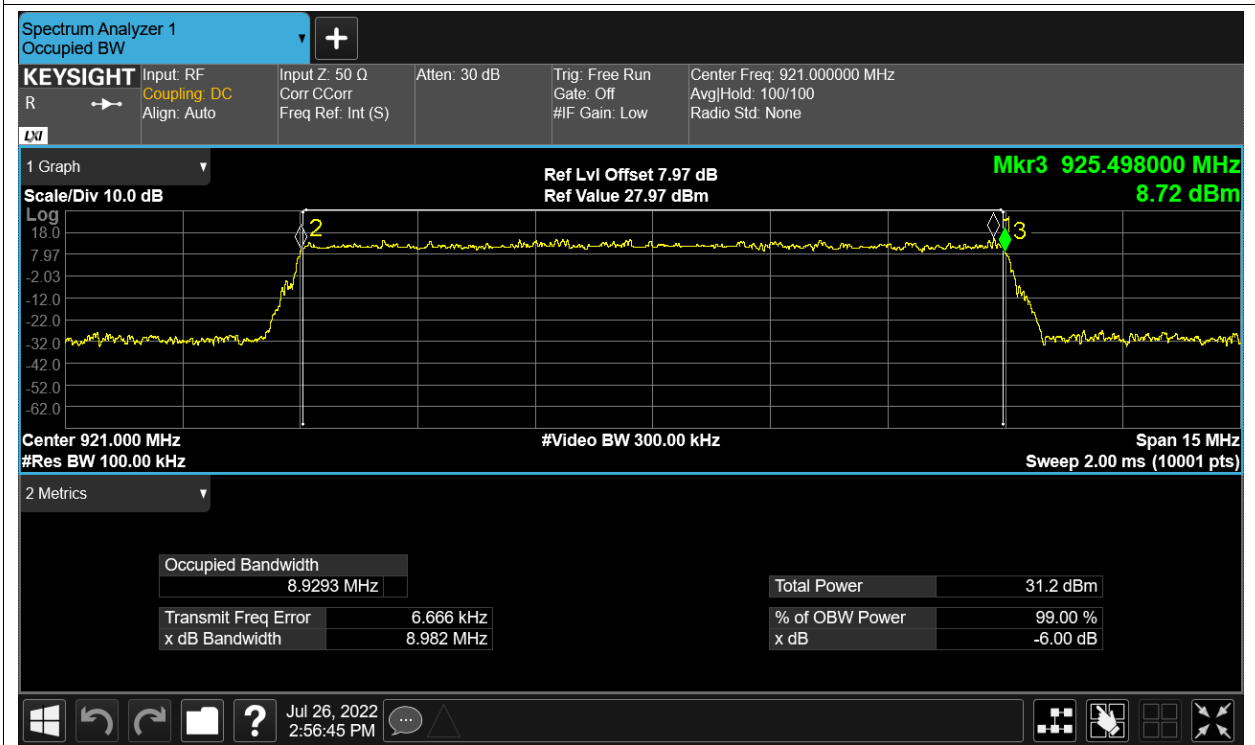 Spectrum Analyzer 1
Occupied BW
+
KEYSIGHT Input: RF Input Z: 50 Ω Atten: 30 dB Trig: Free Run Center Freq: 921.000000 MHz
R Coupling: DC Corr CCorr Gate: Off Avg|Hold: 100/100
Align: Auto Freq Ref: Int (S) #IF Gain: Low Radio Std: None
LXI
1 Graph Ref Lvl Offset 7.97 dB Mkr3 925.498000 MHz
Scale/Div 10.0 dB Ref Value 27.97 dBm 8.72 dBm
Log
18.0
2 1 3
7.97
-2.03
-12.0
-22.0
-32.0
-42.0
-52.0
-62.0
Center 921.000 MHz #Video BW 300.00 kHz Span 15 MHz
#Res BW 100.00 kHz Sweep 2.00 ms (10001 pts)
2 Metrics
Occupied Bandwidth
8.9293 MHz Total Power 31.2 dBm
Transmit Freq Error 6.666 kHz % of OBW Power 99.00 %
x dB Bandwidth 8.982 MHz x dB -6.00 dB
? Jul 26, 2022
2:56:45 PM